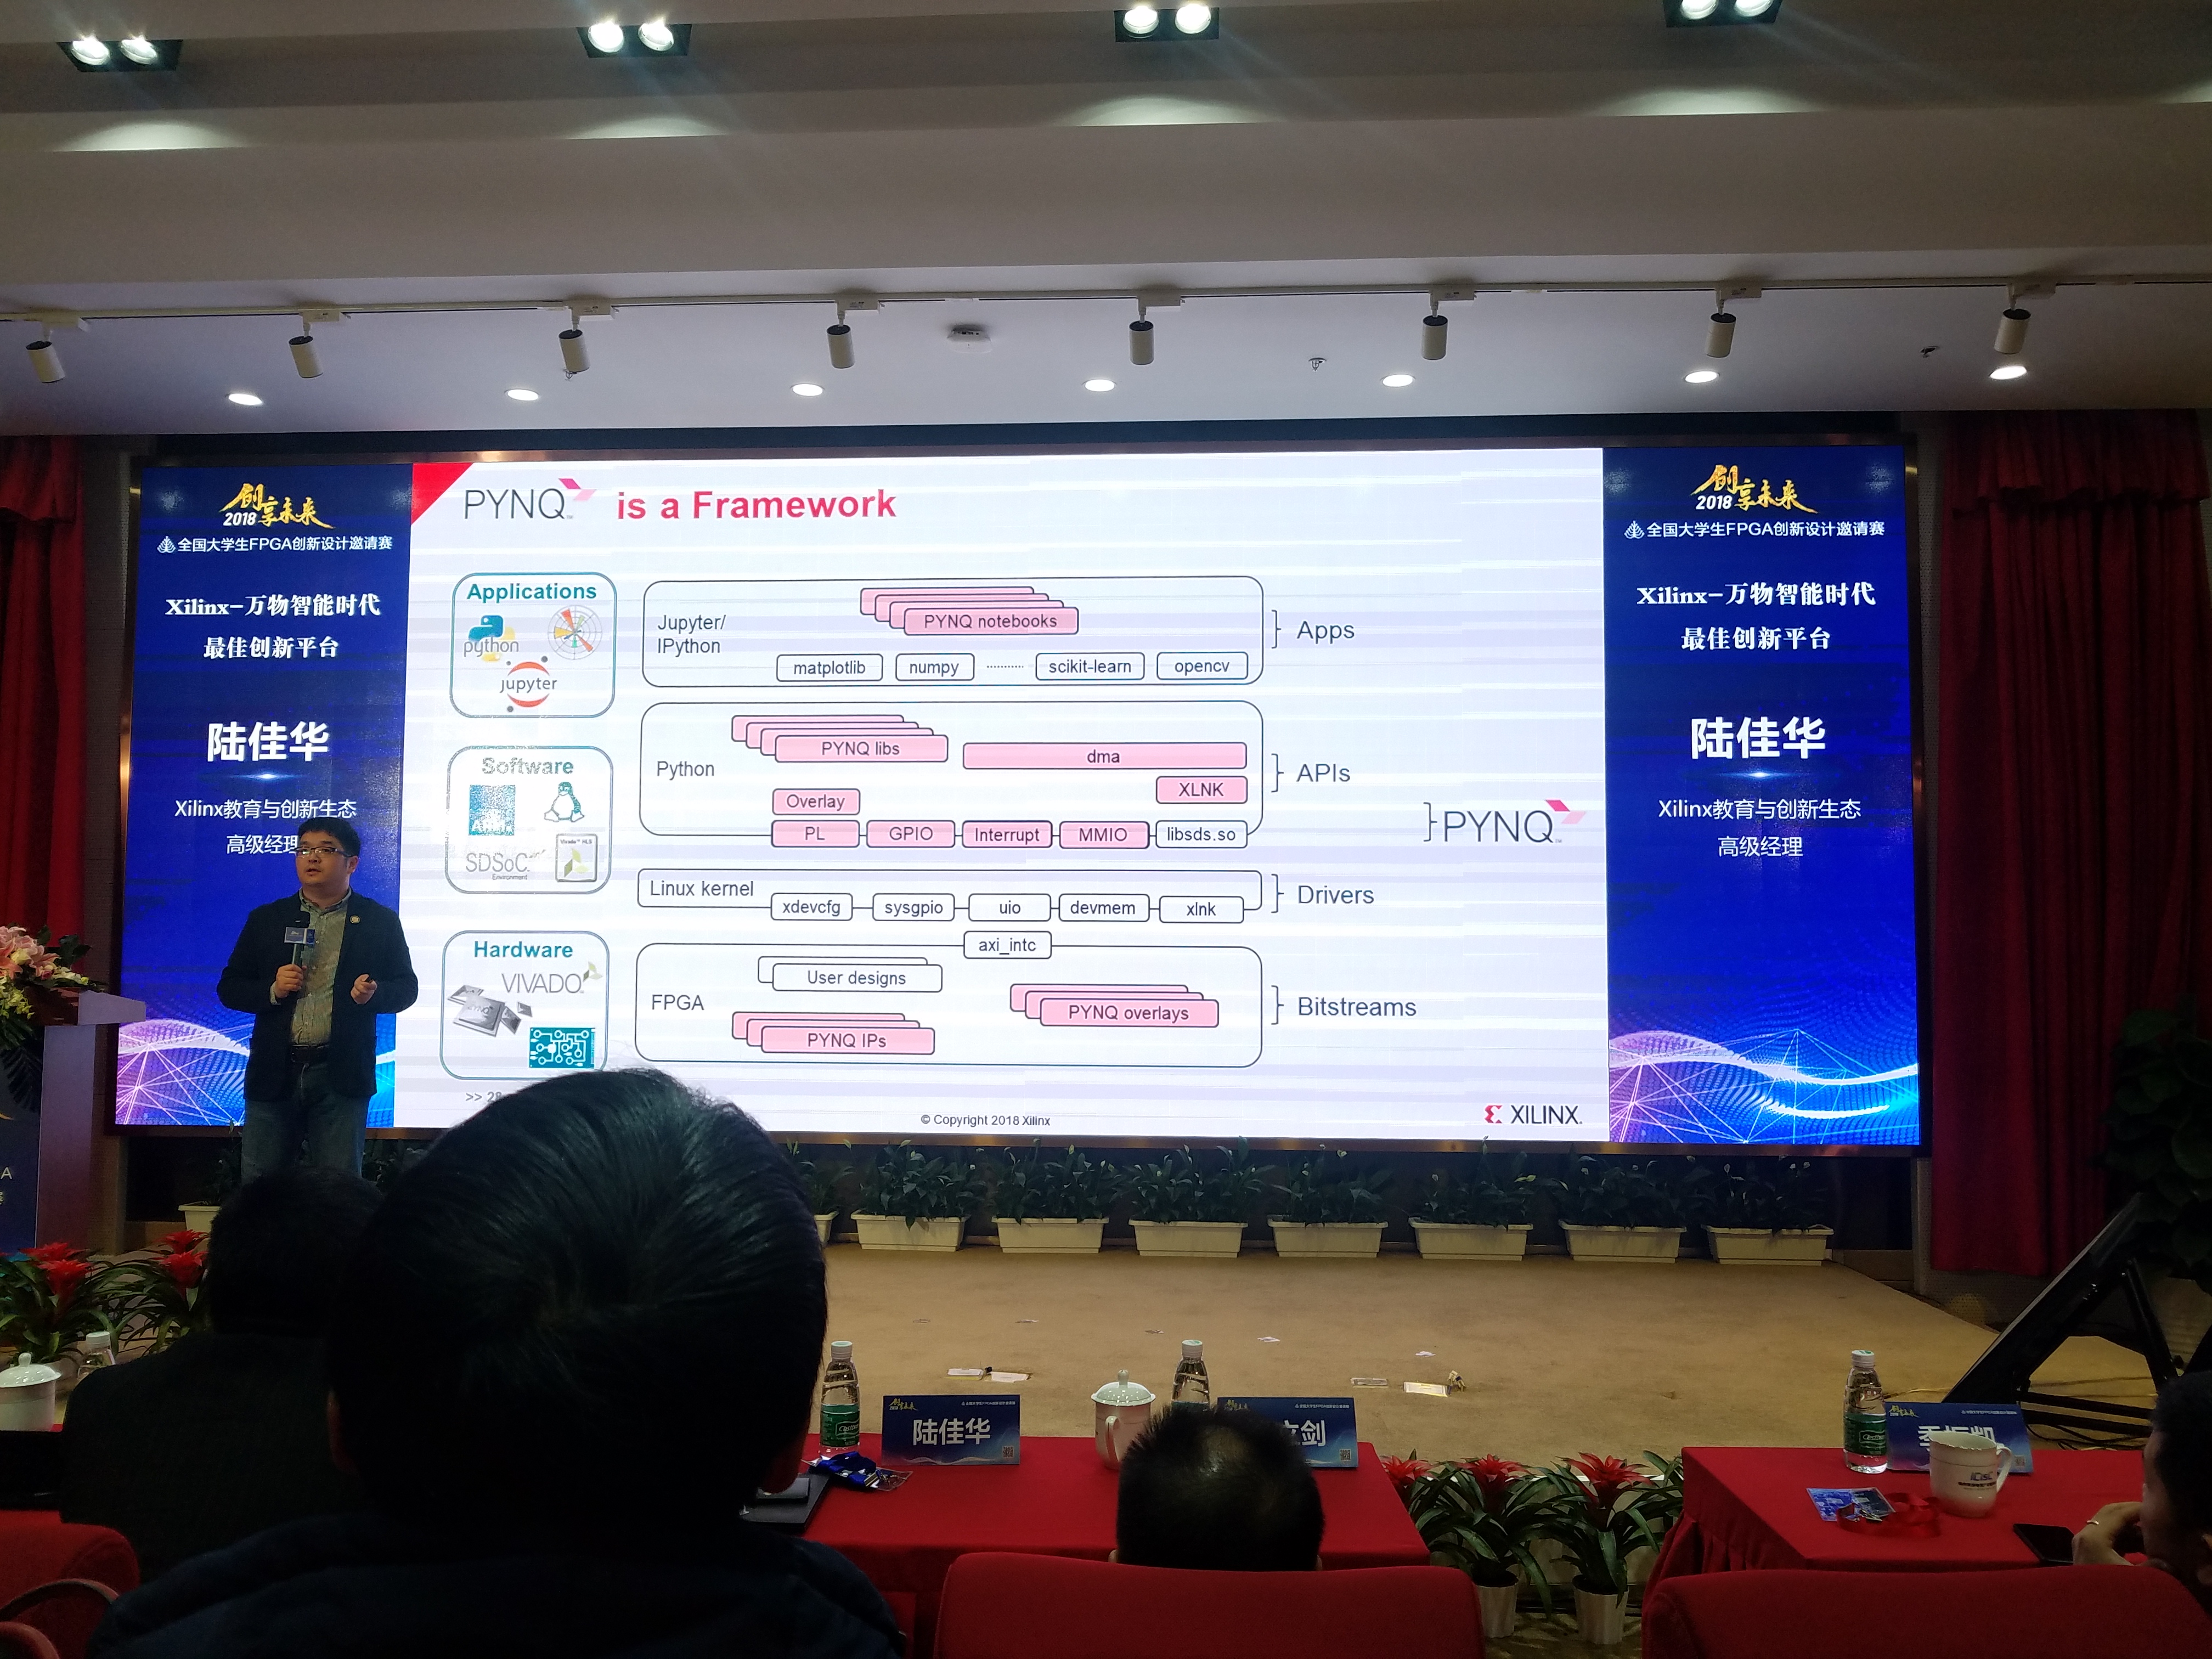 创享未来
2018
全国大学生FPGA创新设计邀请赛
Xilinx-万物智能时代
最佳创新平台
陆佳华
Xilinx教育与创新生态
高级经理
PYNQ is a Framework
Applications
python
jupyter
Software
SDSoC
Environment
Vivado HLS
Hardware
VIVADO
ZYNQ
Jupyter/
IPython
PYNQ notebooks
matplotlib
numpy
scikit-learn
opencv
Apps
Python
PYNQ libs
dma
XLNK
Overlay
PL
GPIO
Interrupt
MMIO
libsds.so
APIs
Linux kernel
xdevcfg
sysgpio
uio
devmem
xlnk
Drivers
axi_intc
FPGA
User designs
PYNQ IPs
PYNQ overlays
Bitstreams
PYNQ
>> 28
© Copyright 2018 Xilinx
XILINX
创享未来
2018
全国大学生FPGA创新设计邀请赛
Xilinx-万物智能时代
最佳创新平台
陆佳华
Xilinx教育与创新生态
高级经理
陆佳华
剑